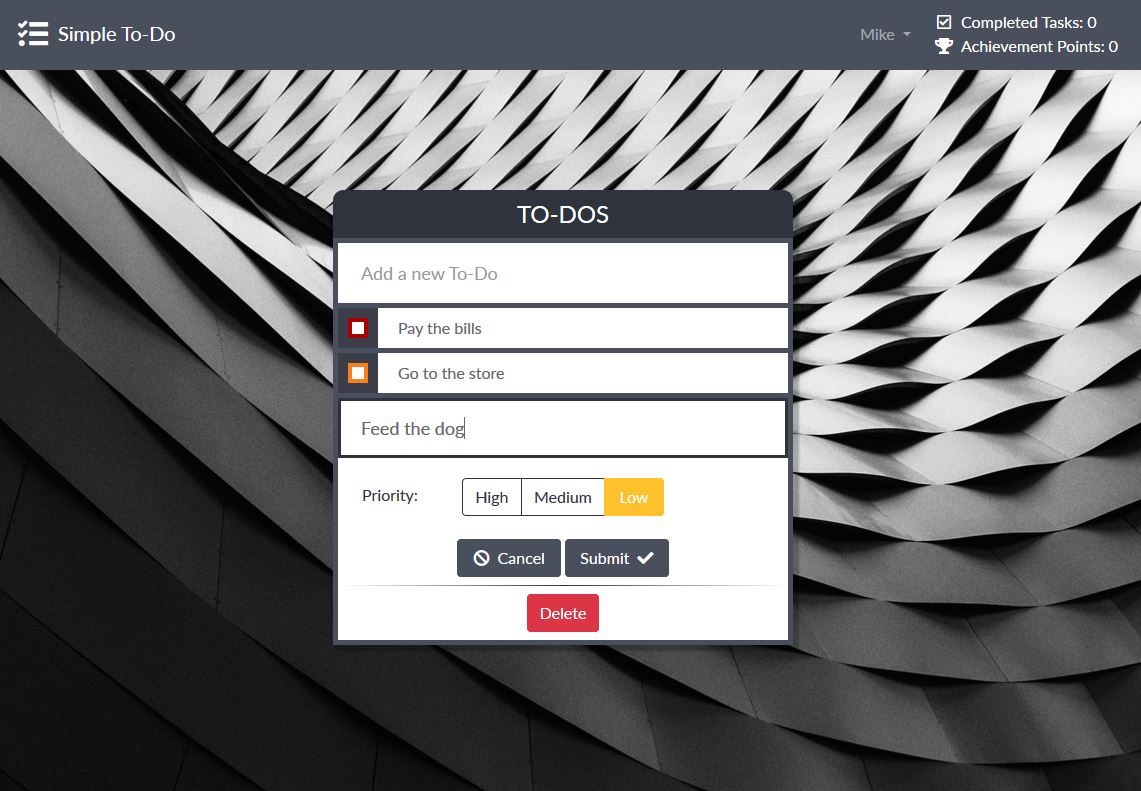 Simple To-Do
Mike
Completed Tasks: 0
Achievement Points: 0
TO-DOS
Add a new To-Do
Pay the bills
Go to the store
Feed the dog
Priority: High Medium Low
Cancel Submit
Delete